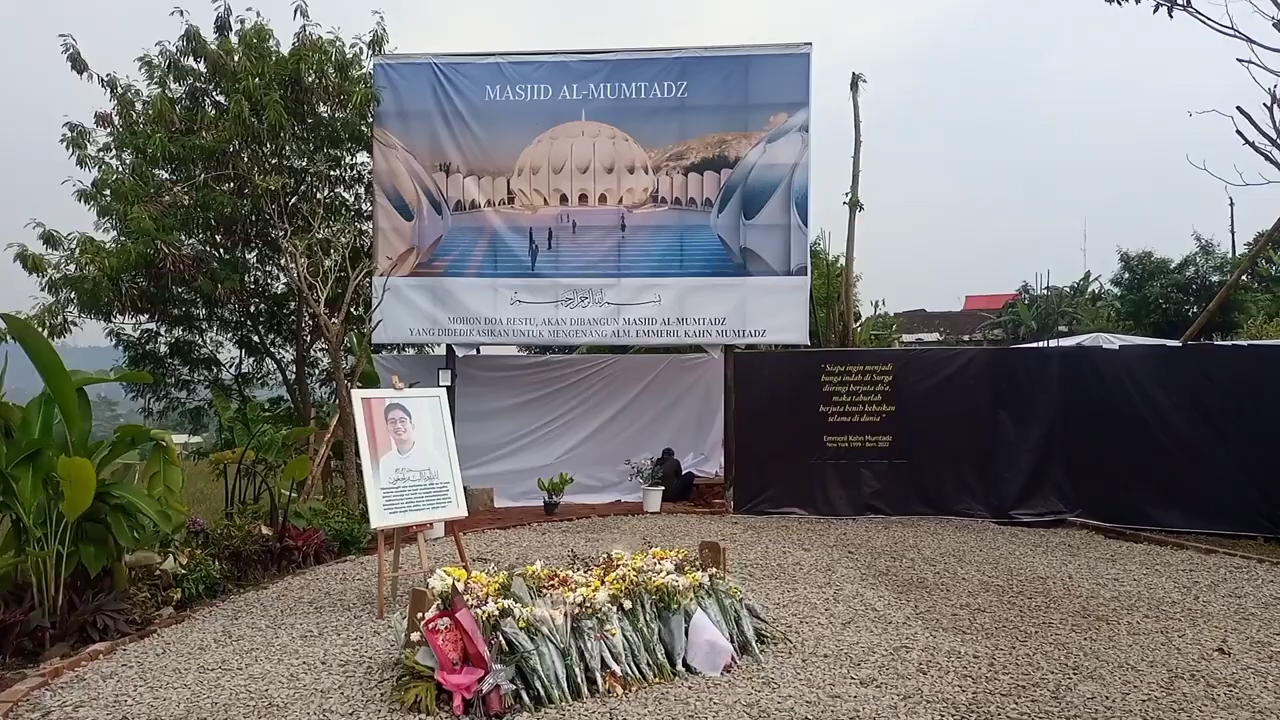 MASJID AL-MUMTADZ
بسم الله الرحمن الرحيم
MOHON DOA RESTU, AKAN DIBANGUN MASJID AL-MUMTADZ
YANG DIDEDIKASIKAN UNTUK MENGENANG ALM. EMMERIL KAHN MUMTADZ
"Siapa ingin menjadi
bunga indah di Surga
diiringi berjuta do'a,
maka taburlah
berjuta benih kebaikan
selama di dunia"
Emmeril Kahn Mumtadz
New York 1999 - Bern 2022